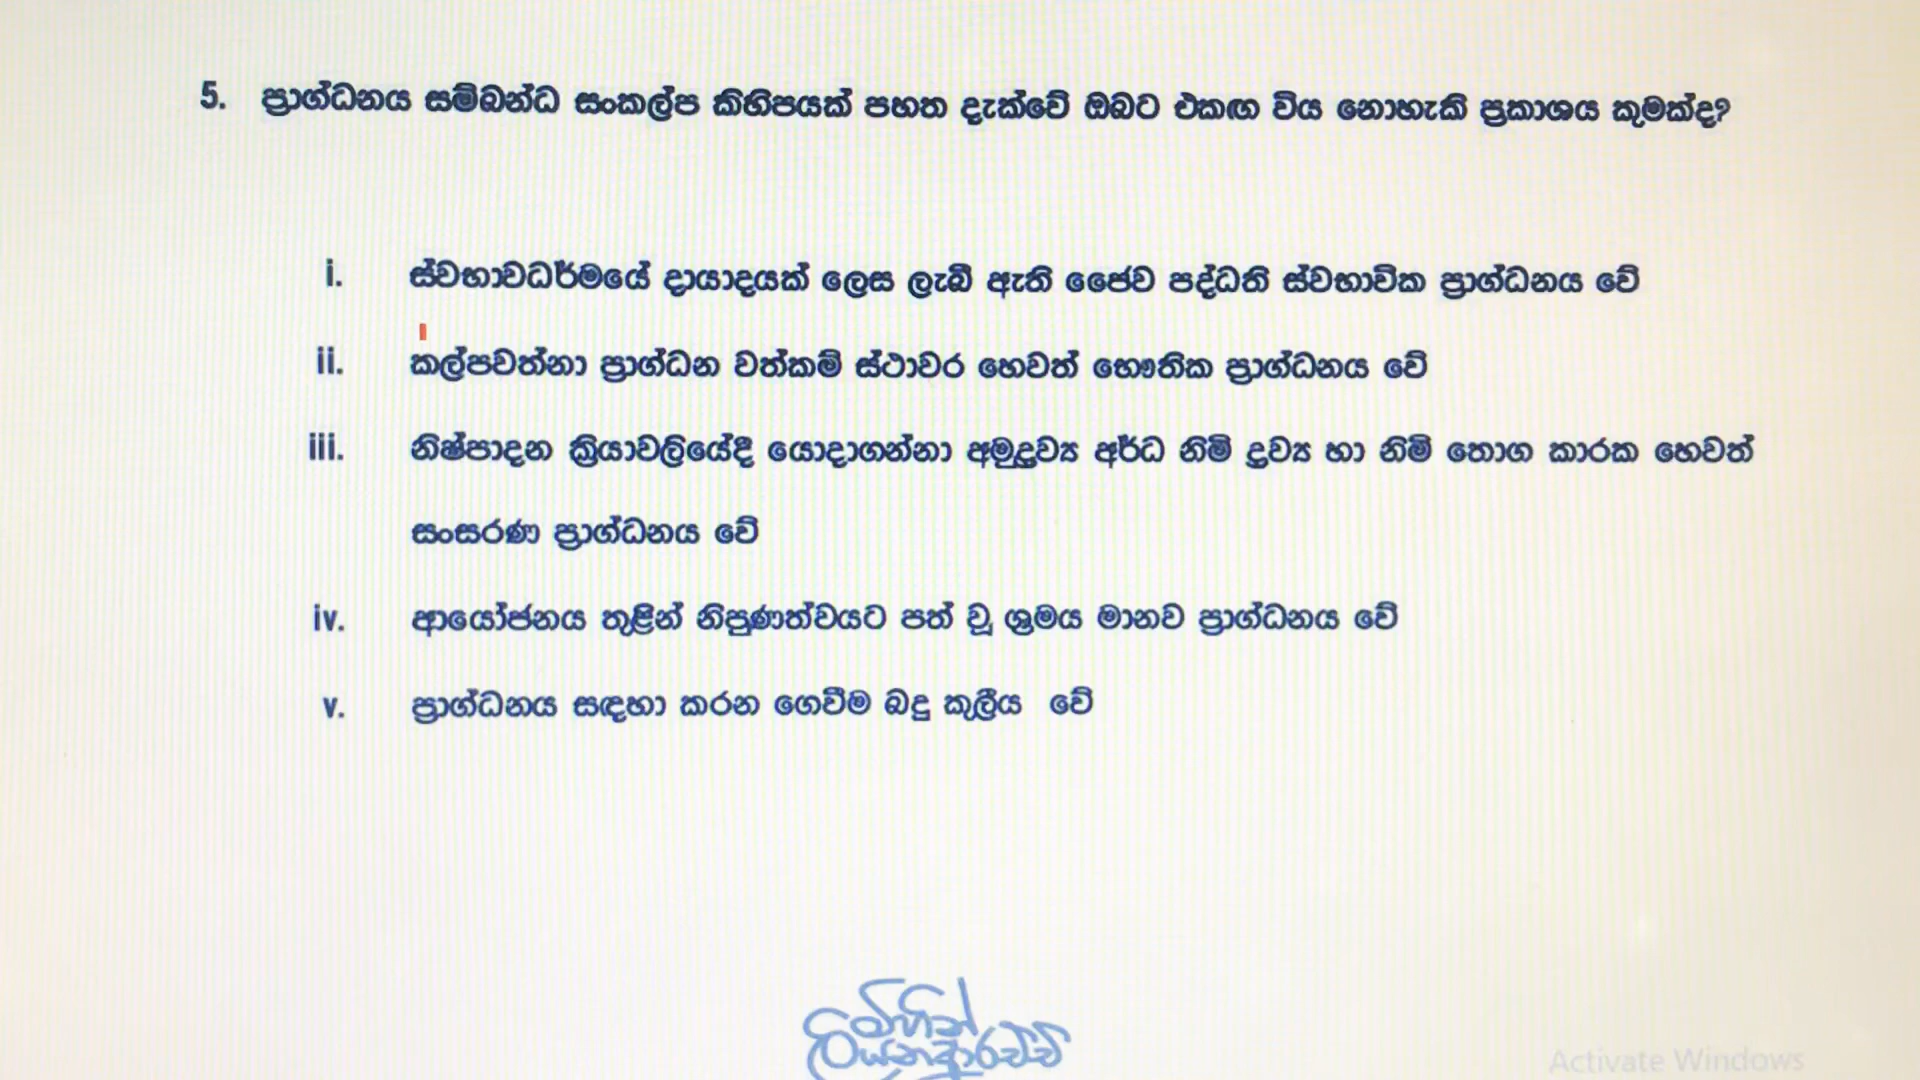 5. ප්‍රාග්ධනය සම්බන්ධ සංකල්ප කිහිපයක් පහත දැක්වේ ඔබට එකඟ විය නොහැකි ප්‍රකාශය කුමක්ද?
i. ස්වභාවධර්මයේ දායාදයක් ලෙස ලැබී ඇති ජෛව පද්ධති ස්වභාවික ප්‍රාග්ධනය වේ
ii. කල්පවත්නා ප්‍රාග්ධන වත්කම් ස්ථාවර හෙවත් භෞතික ප්‍රාග්ධනය වේ
iii. නිෂ්පාදන ක්‍රියාවලියේදී යොදාගන්නා අමුද්‍රව්‍ය අර්ධ නිමි ද්‍රව්‍ය හා නිමි තොග කාරක හෙවත්
සංසරණ ප්‍රාග්ධනය වේ
iv. ආයෝජනය තුළින් නිපුණත්වයට පත් වූ ශ්‍රමය මානව ප්‍රාග්ධනය වේ
v. ප්‍රාග්ධනය සඳහා කරන ගෙවීම බදු කුලීය වේ
මිහින්
ලියනආරච්චි
Activate Windows